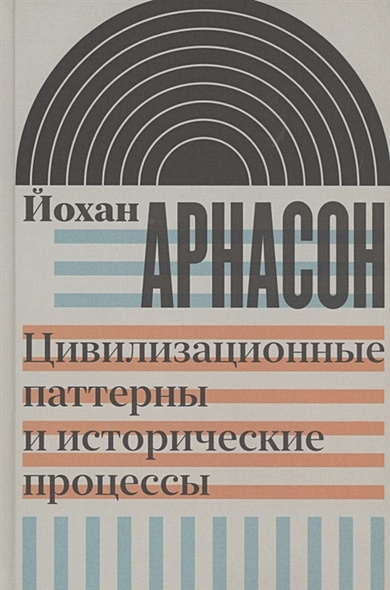 Йохан
АРНАСОН
Цивилизационные
паттерны
и исторические
процессы